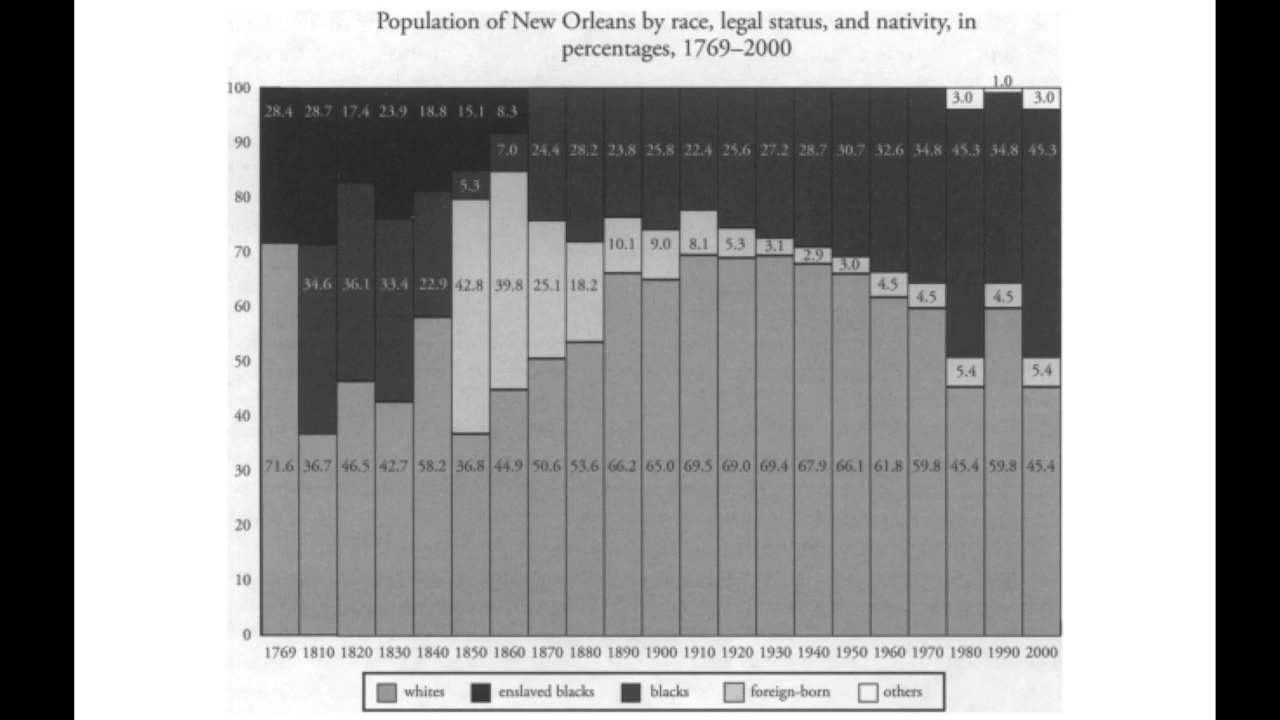 Population of New Orleans by race, legal status, and nativity, in
percentages, 1769–2000
1.0
100
3.0 3.0
28.4 28.7 17.4 23.9 18.8 15.1 8.3
90
7.0 24.4 28.2 23.8 25.8 22.4 25.6 27.2 28.7 30.7 32.6 34.8 45.3 34.8 45.3
5.3
80
70
10.1 9.0 8.1 5.3 3.1
2.9
3.0
34.6 36.1 33.4 22.9 42.8 39.8 25.1 18.2 4.5
4.5 4.5
60
50
5.4 5.4
40
71.6 36.7 46.5 42.7 58.2 36.8 44.9 50.6 53.6 66.2 65.0 69.5 69.0 69.4 67.9 66.1 61.8 59.8 45.4 59.8 45.4
30
20
10
0
1769 1810 1820 1830 1840 1850 1860 1870 1880 1890 1900 1910 1920 1930 1940 1950 1960 1970 1980 1990 2000
whites enslaved blacks blacks foreign-born others